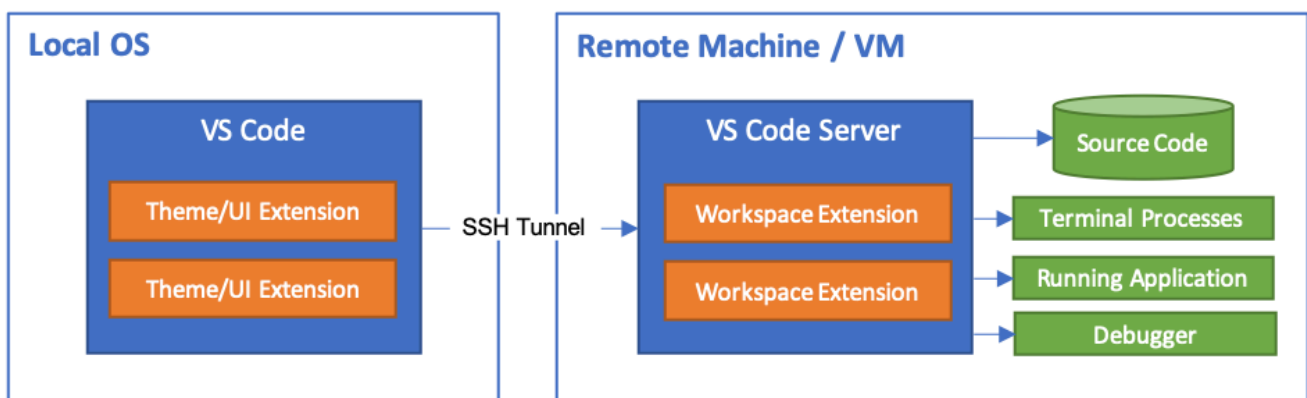 Local OS
VS Code
Theme/UI Extension
Theme/UI Extension
SSH Tunnel
Remote Machine / VM
VS Code Server
Workspace Extension
Workspace Extension
Source Code
Terminal Processes
Running Application
Debugger